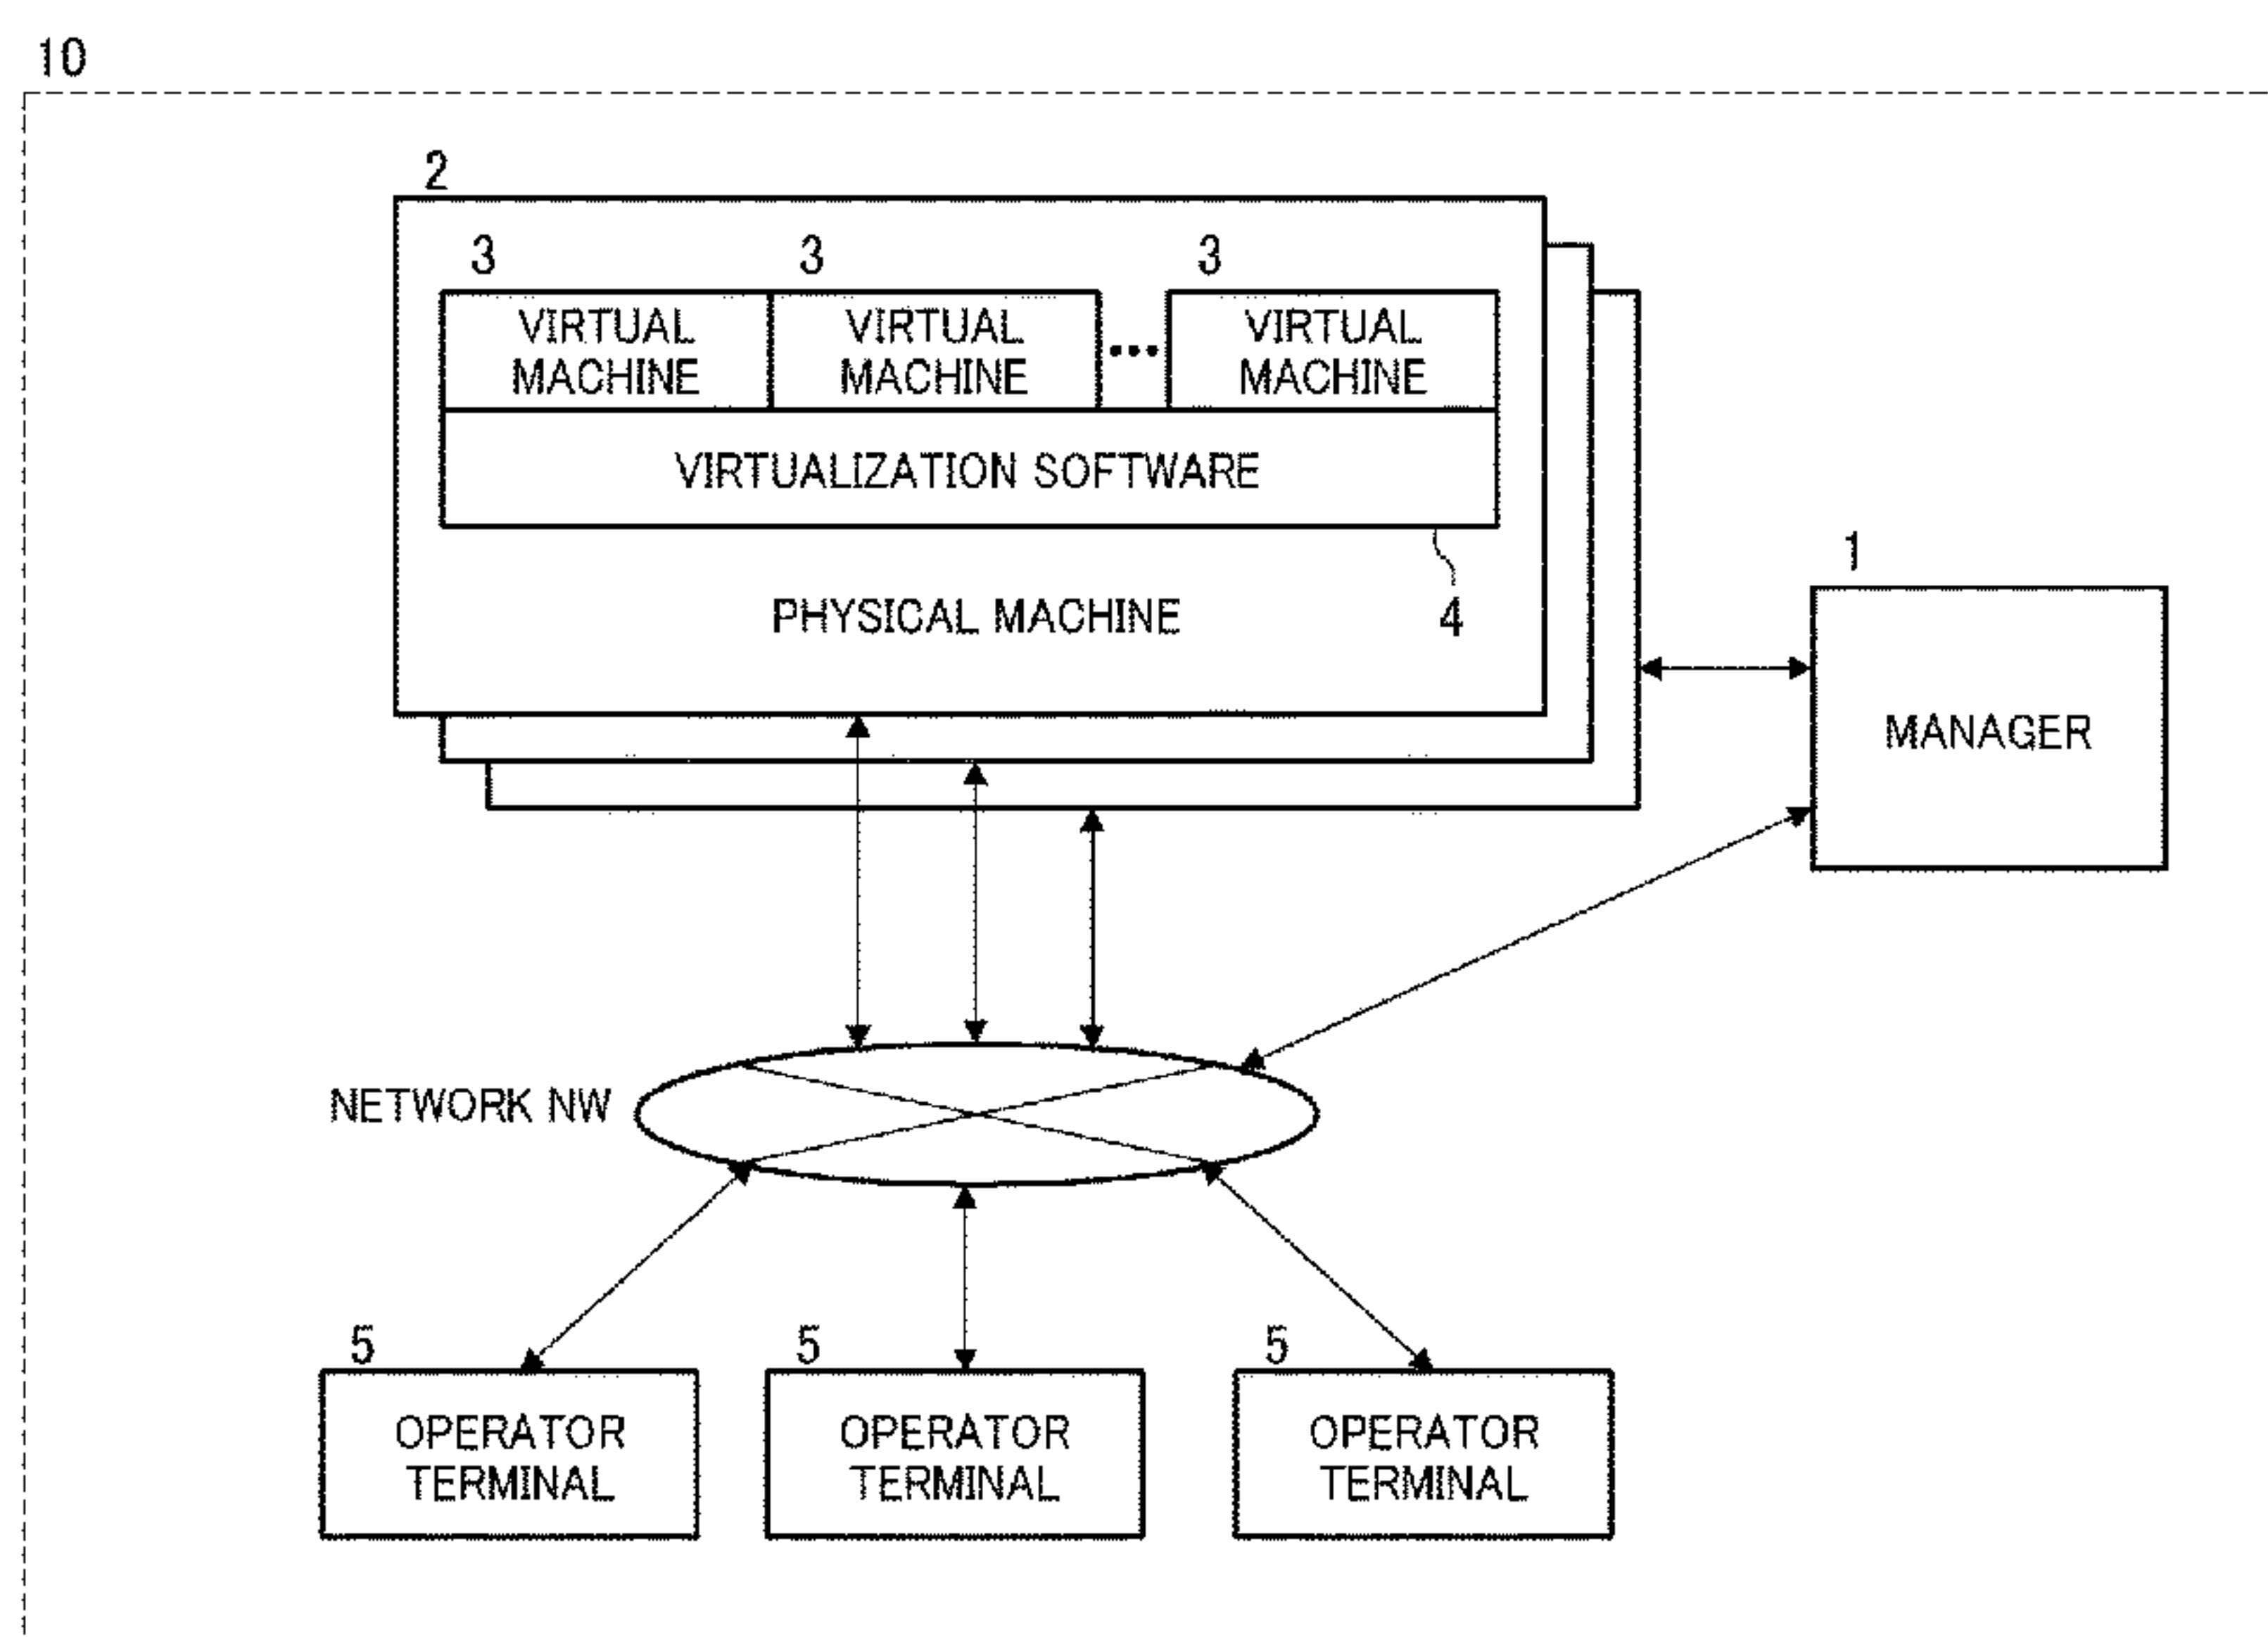 10
2
3 3 3
VIRTUAL VIRTUAL VIRTUAL
MACHINE MACHINE ••• MACHINE
VIRTUALIZATION SOFTWARE
4
PHYSICAL MACHINE
1
MANAGER
NETWORK NW
5 5 5
OPERATOR OPERATOR OPERATOR
TERMINAL TERMINAL TERMINAL